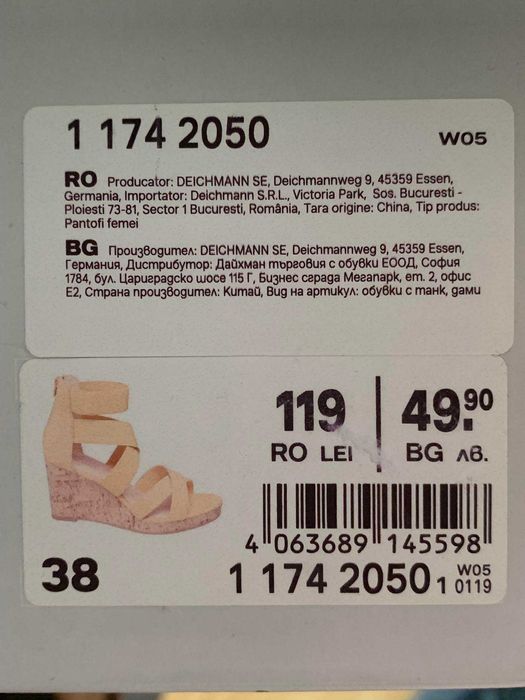 1 174 2050 W05
RO Producator: DEICHMANN SE, Deichmannweg 9, 45359 Essen,
Germania, Importator: Deichmann S.R.L., Victoria Park, Sos. Bucuresti -
Ploiesti 73-81, Sector 1 Bucuresti, România, Tara origine: China, Tip produs:
Pantofi femei
BG Производител: DEICHMANN SE, Deichmannweg 9, 45359 Essen,
Германия, Дистрибутор: Дайхман търговия с обувки ЕООД, София
1784, бул. Цариградско шосе 115 Г, Бизнес сграда Мегапарк, ет. 2, офис
E2, Страна производител: Китай, Вид на артикул: обувки с танк, дами
119 49.90
RO LEI BG лв.
4 063689 145598
38
1 174 2050 1 W05 0119